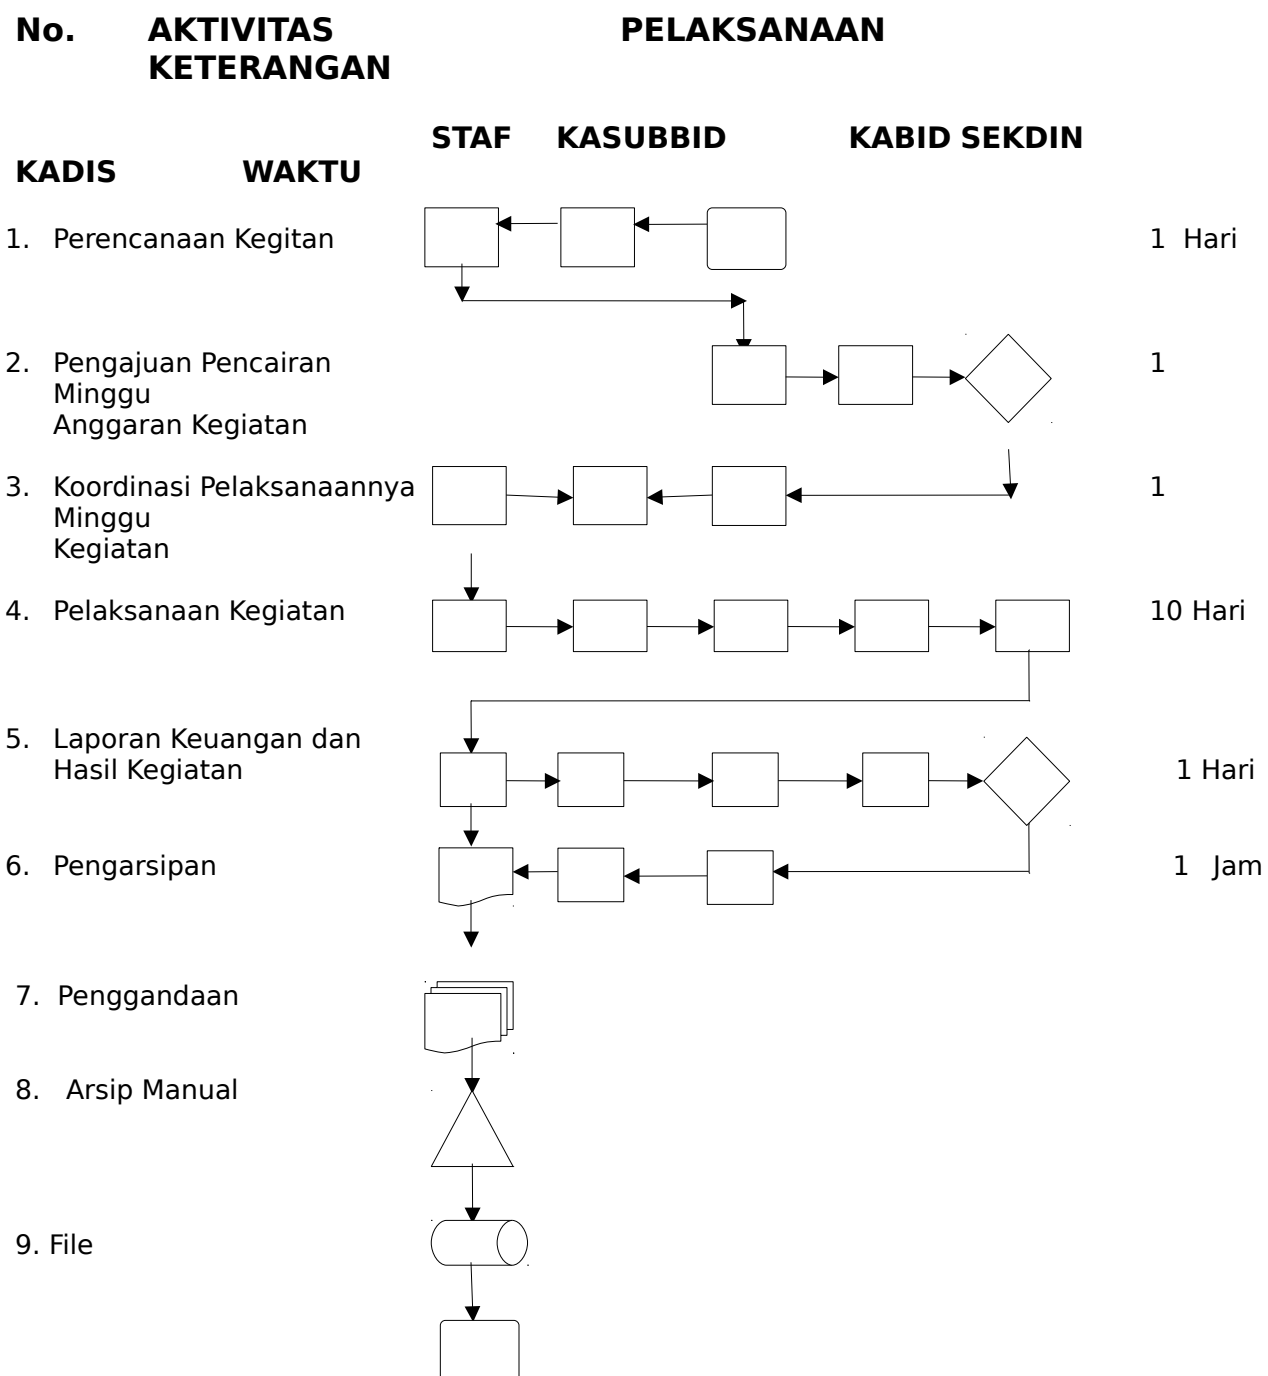 No. AKTIVITAS PELAKSANAAN
KETERANGAN
STAF KASUBBID KABID SEKDIN
KADIS WAKTU
1. Perencanaan Kegitan 1 Hari
2. Pengajuan Pencairan 1
Minggu
Anggaran Kegiatan
3. Koordinasi Pelaksanaannya 1
Minggu
Kegiatan
4. Pelaksanaan Kegiatan 10 Hari
5. Laporan Keuangan dan
Hasil Kegiatan 1 Hari
6. Pengarsipan 1 Jam
7. Penggandaan
8. Arsip Manual
9. File